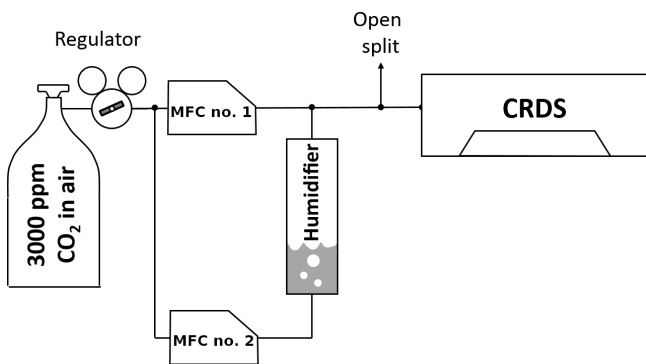 Regulator
Open
split
MFC no. 1
CRDS
3000 ppm
CO₂ in air
Humidifier
MFC no. 2